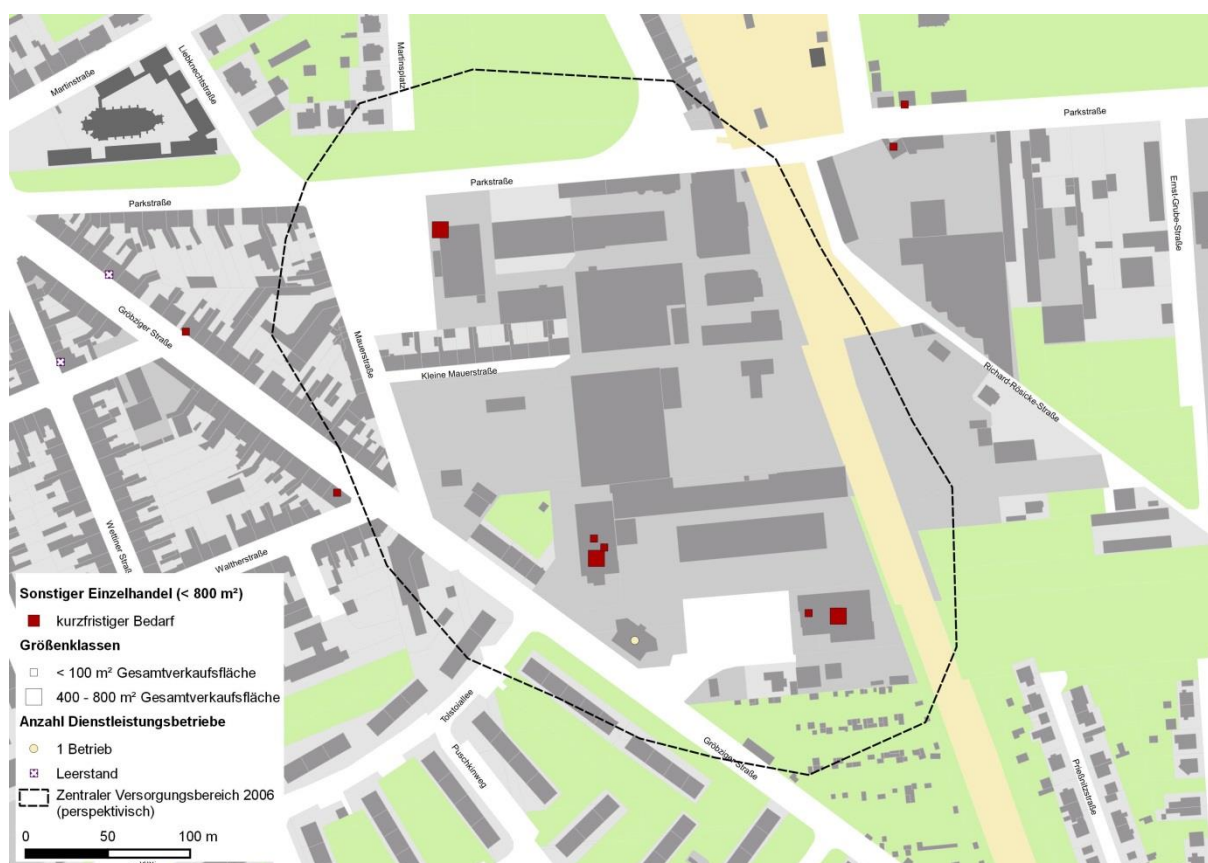 Martinstraße
Liebknechtstraße
Martinsplatz
Parkstraße
Parkstraße
Parkstraße
Ernst-Grube-Straße
Gröbziger Straße
Mauerstraße
Kleine Mauerstraße
Richard-Rösicke-Straße
Wettiner Straße
Waltherstraße
Tolstoiallee
Puschkinweg
Gröbziger Straße
Prießnitzstraße
Sonstiger Einzelhandel (< 800 m²)
kurzfristiger Bedarf
Größenklassen
< 100 m² Gesamtverkaufsfläche
400 - 800 m² Gesamtverkaufsfläche
Anzahl Dienstleistungsbetriebe
1 Betrieb
Leerstand
Zentraler Versorgungsbereich 2006
(perspektivisch)
0 50 100 m